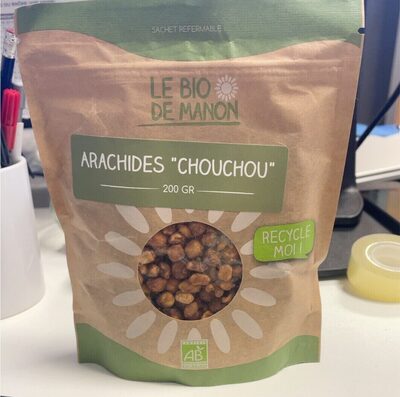 SACHET REFERMABLE
LE BIO
DE MANON
ARACHIDES "CHOUCHOU"
200 GR
RECYCLE
MOI !
AB